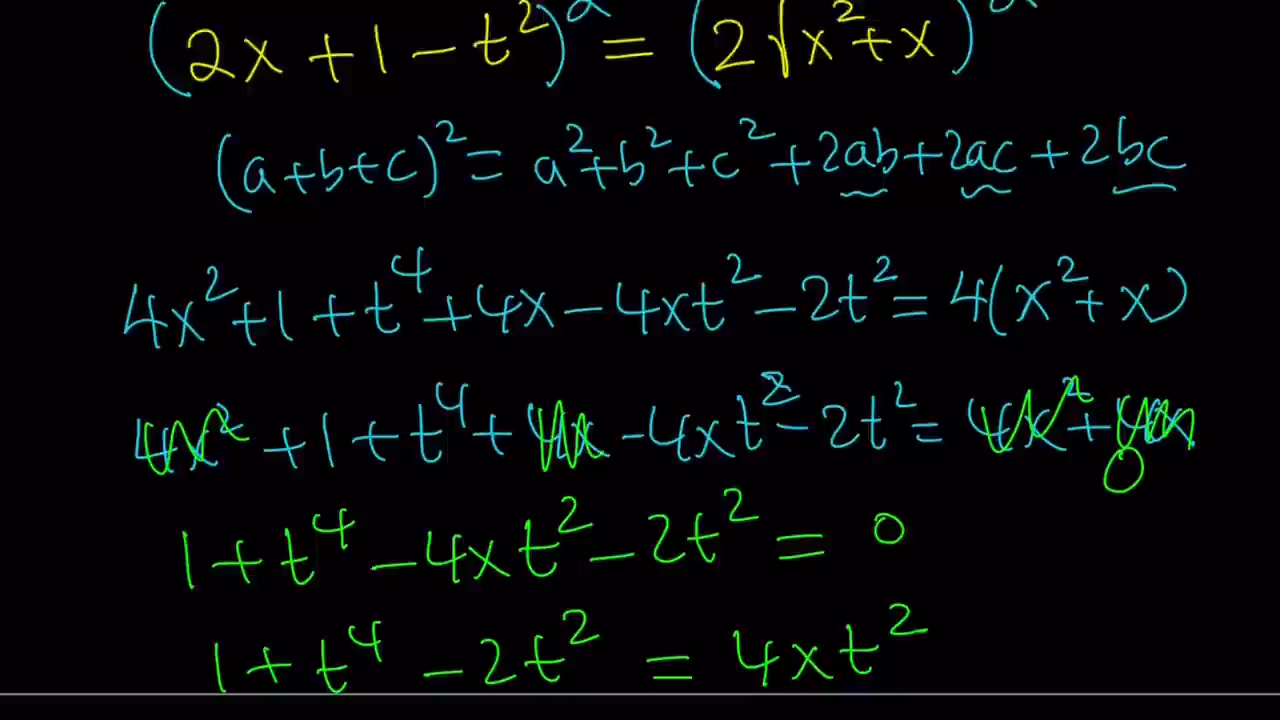 (2x + 1 - t²)² = (2√x²+x)²
(a+b+c)² = a²+b²+c²+2ab+2ac+2bc
4x²+1+t⁴+4x-4xt²-2t²=4(x²+x)
4x²+1+t⁴+4x-4xt²-2t²=4x²+4x
0
1+t⁴-4xt²-2t²=0
1+t⁴-2t²=4xt²